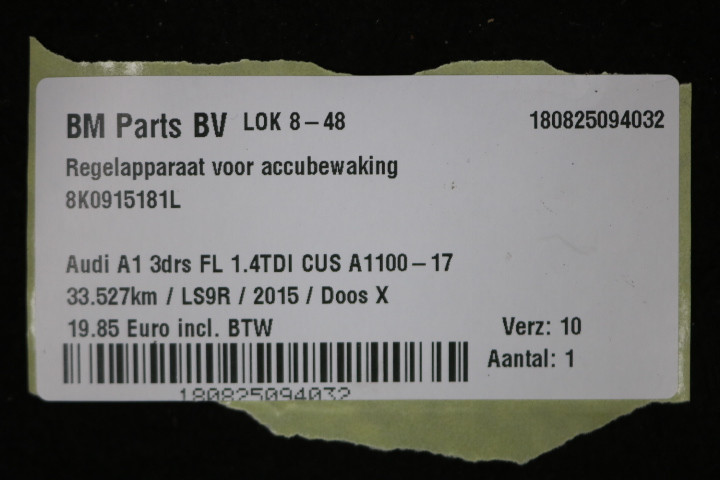 BM Parts BV LOK 8-48 180825094032
Regelapparaat voor accubewaking
8K0915181L
Audi A1 3drs FL 1.4TDI CUS A1100-17
33.527km / LS9R / 2015 / Doos X
19.85 Euro incl. BTW Verz: 10
Aantal: 1
180825094032